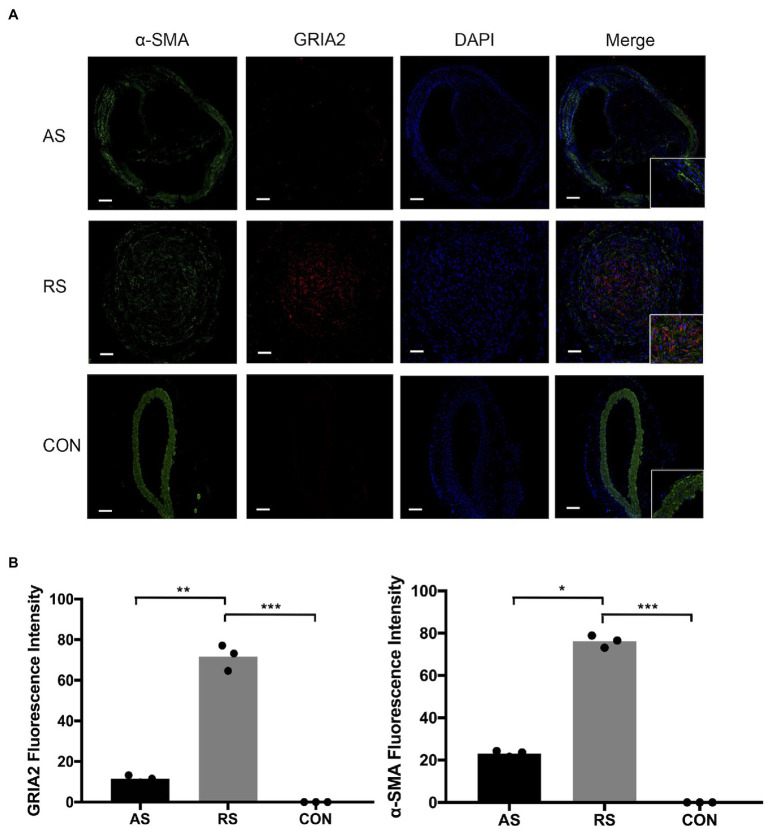 A
α-SMA GRIA2 DAPI Merge
AS
RS
CON
B
GRIA2 Fluorescence Intensity
100
80
60
40
20
0
** ***
AS RS CON
α-SMA Fluorescence Intensity
100
80
60
40
20
0
* ***
AS RS CON